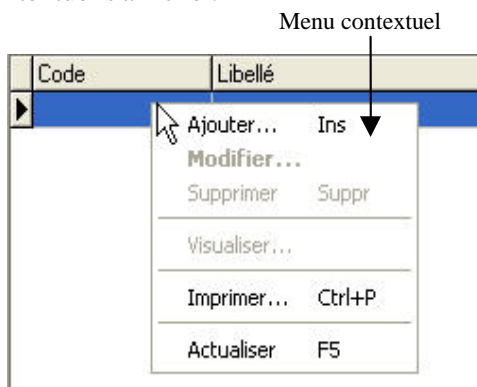 Menu contextuel
Code Libellé
Ajouter... Ins
Modifier...
Supprimer Suppr
Visualiser...
Imprimer... Ctrl+P
Actualiser F5